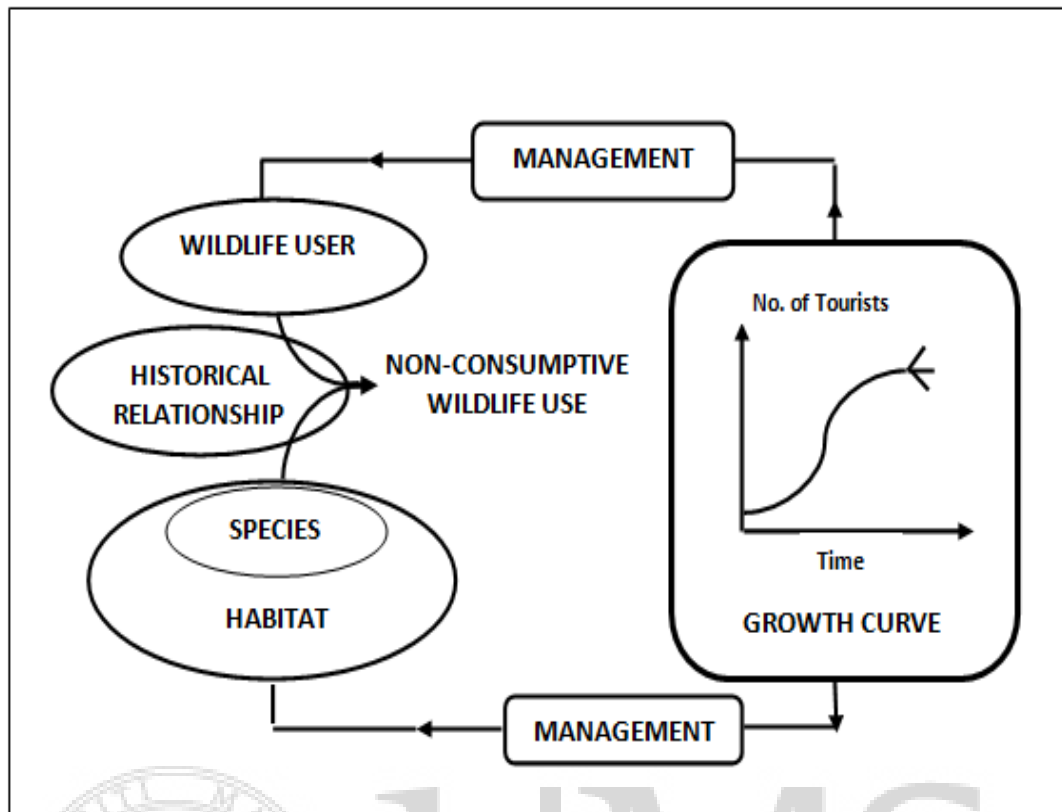 MANAGEMENT
WILDLIFE USER
HISTORICAL
RELATIONSHIP
NON-CONSUMPTIVE
WILDLIFE USE
SPECIES
HABITAT
No. of Tourists
Time
GROWTH CURVE
MANAGEMENT